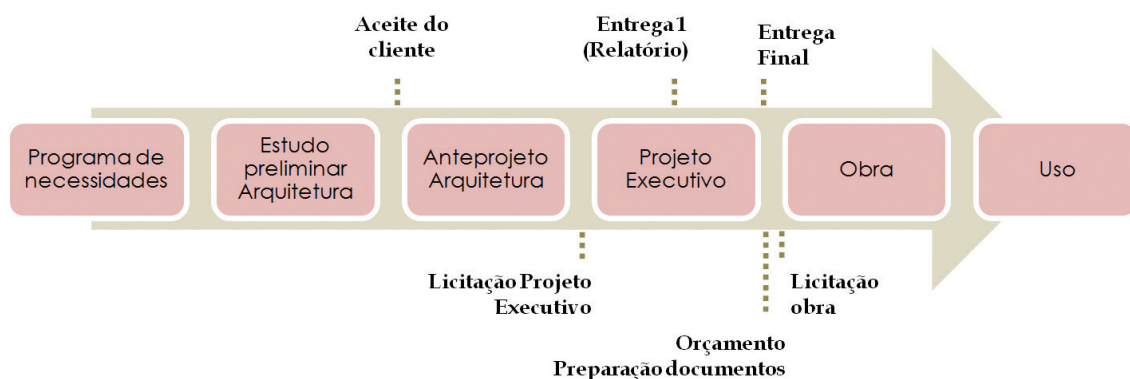 Aceite do
cliente
Entrega 1
(Relatório)
Entrega
Final
Programa de
necessidades
Estudo
preliminar
Arquitetura
Anteprojeto
Arquitetura
Projeto
Executivo
Obra
Uso
Licitação Projeto
Executivo
Licitação
obra
Orçamento
Preparação documentos